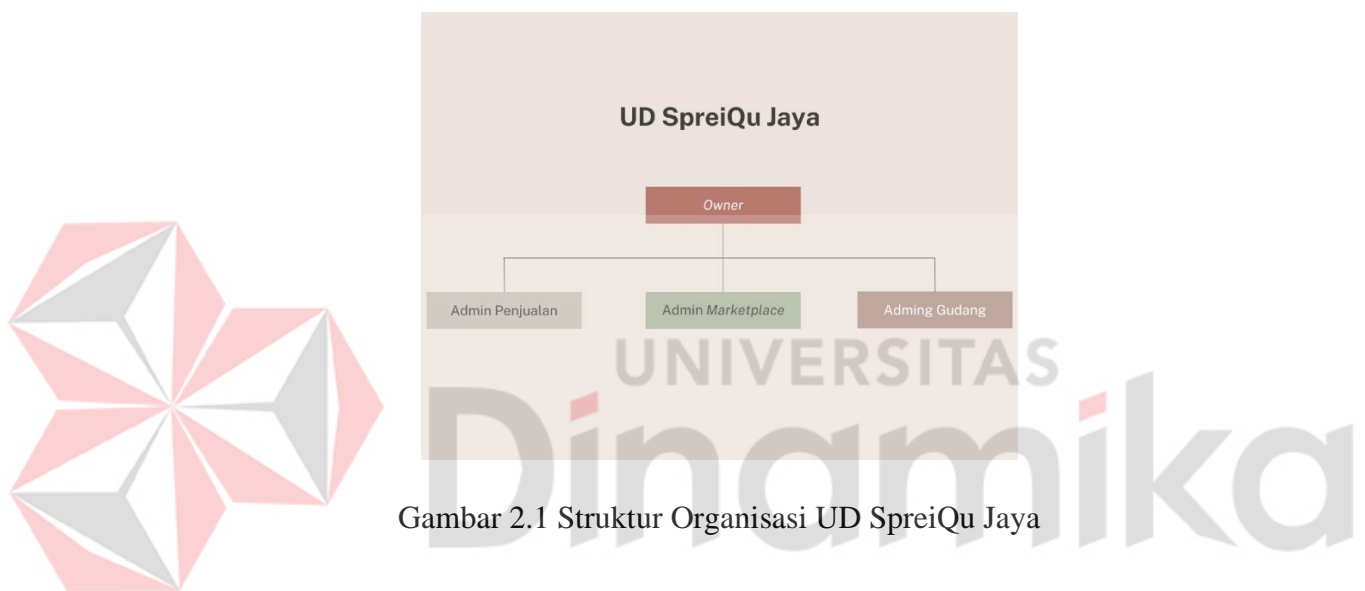 UD SpreiQu Jaya
Owner
Admin Penjualan
Admin Marketplace
Adming Gudang
UNIVERSITAS
Dinamika
Gambar 2.1 Struktur Organisasi UD SpreiQu Jaya